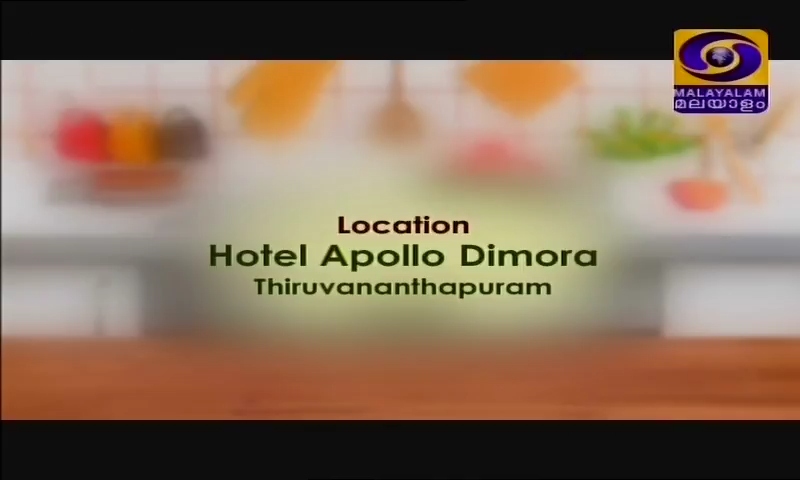 MALAYALAM
മലയാളം
Location
Hotel Apollo Dimora
Thiruvananthapuram